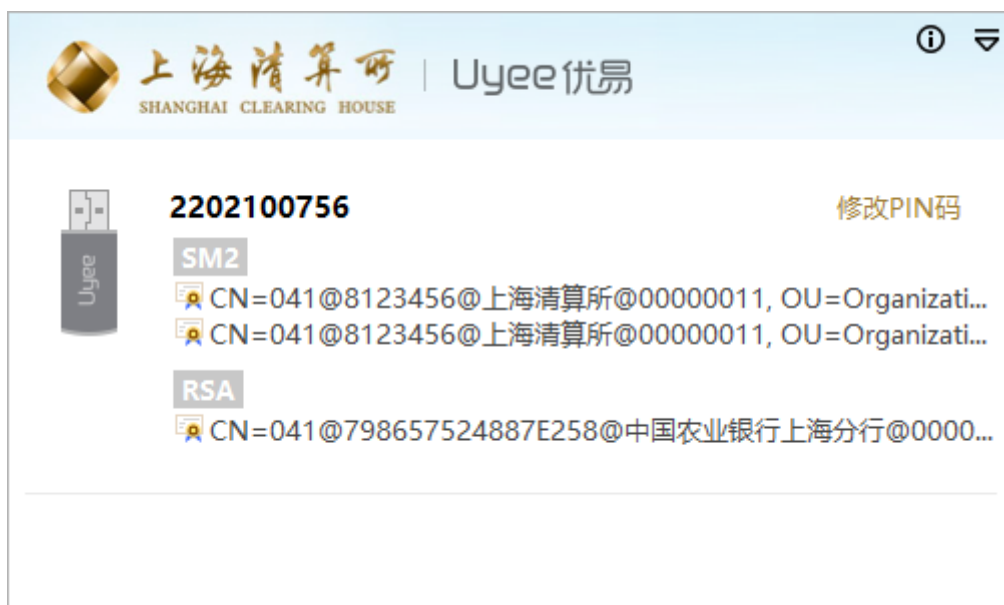 上海清算所 | Uyee优易
SHANGHAI CLEARING HOUSE
2202100756 修改PIN码
Uyee
SM2
CN=041@8123456@上海清算所@00000011, OU=Organizati...
CN=041@8123456@上海清算所@00000011, OU=Organizati...
RSA
CN=041@798657524887E258@中国农业银行上海分行@0000...